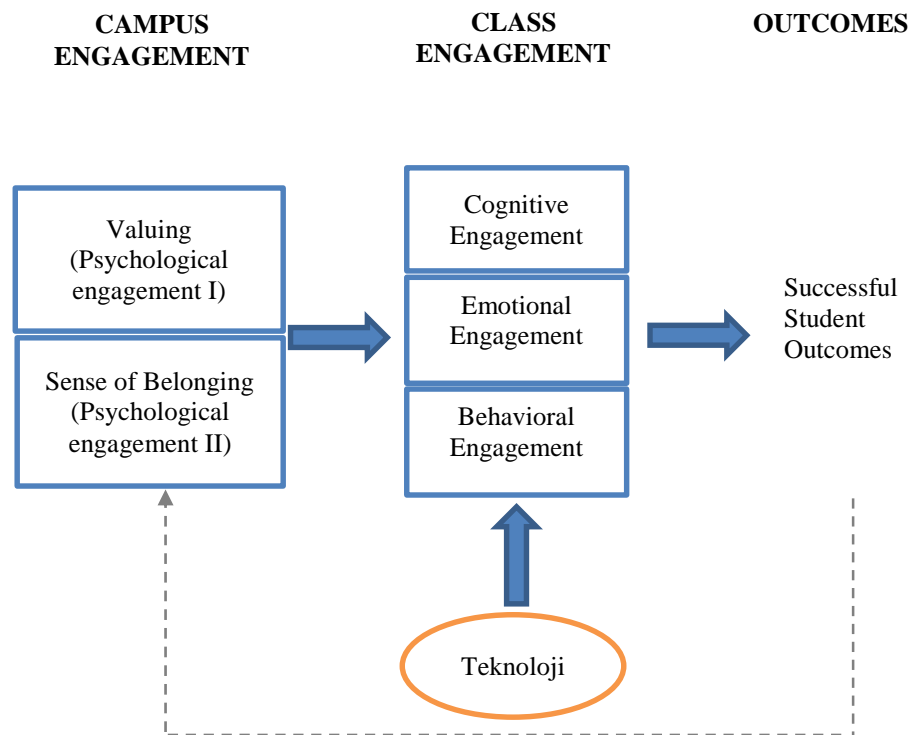 CAMPUS
ENGAGEMENT
CLASS
ENGAGEMENT
OUTCOMES
Valuing
(Psychological
engagement I)
Sense of Belonging
(Psychological
engagement II)
Cognitive
Engagement
Emotional
Engagement
Behavioral
Engagement
Successful
Student
Outcomes
Teknoloji